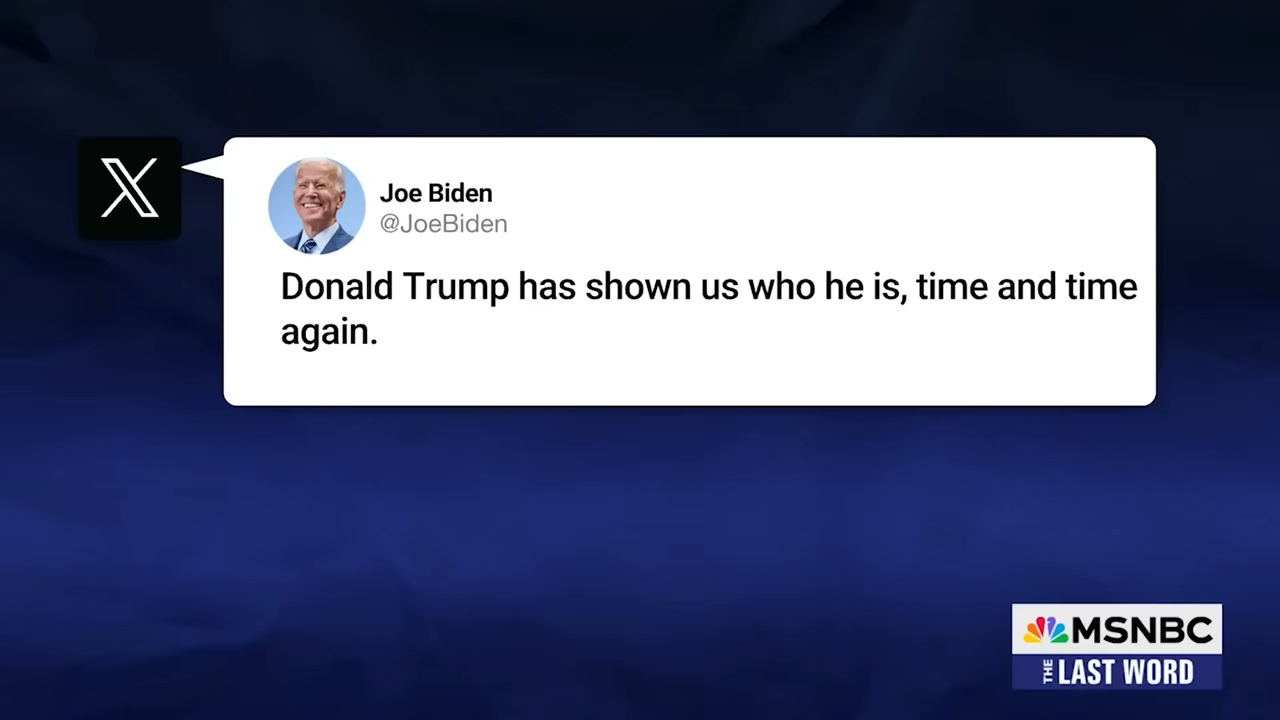 Joe Biden
@JoeBiden
Donald Trump has shown us who he is, time and time
again.
MSNBC
THE LAST WORD